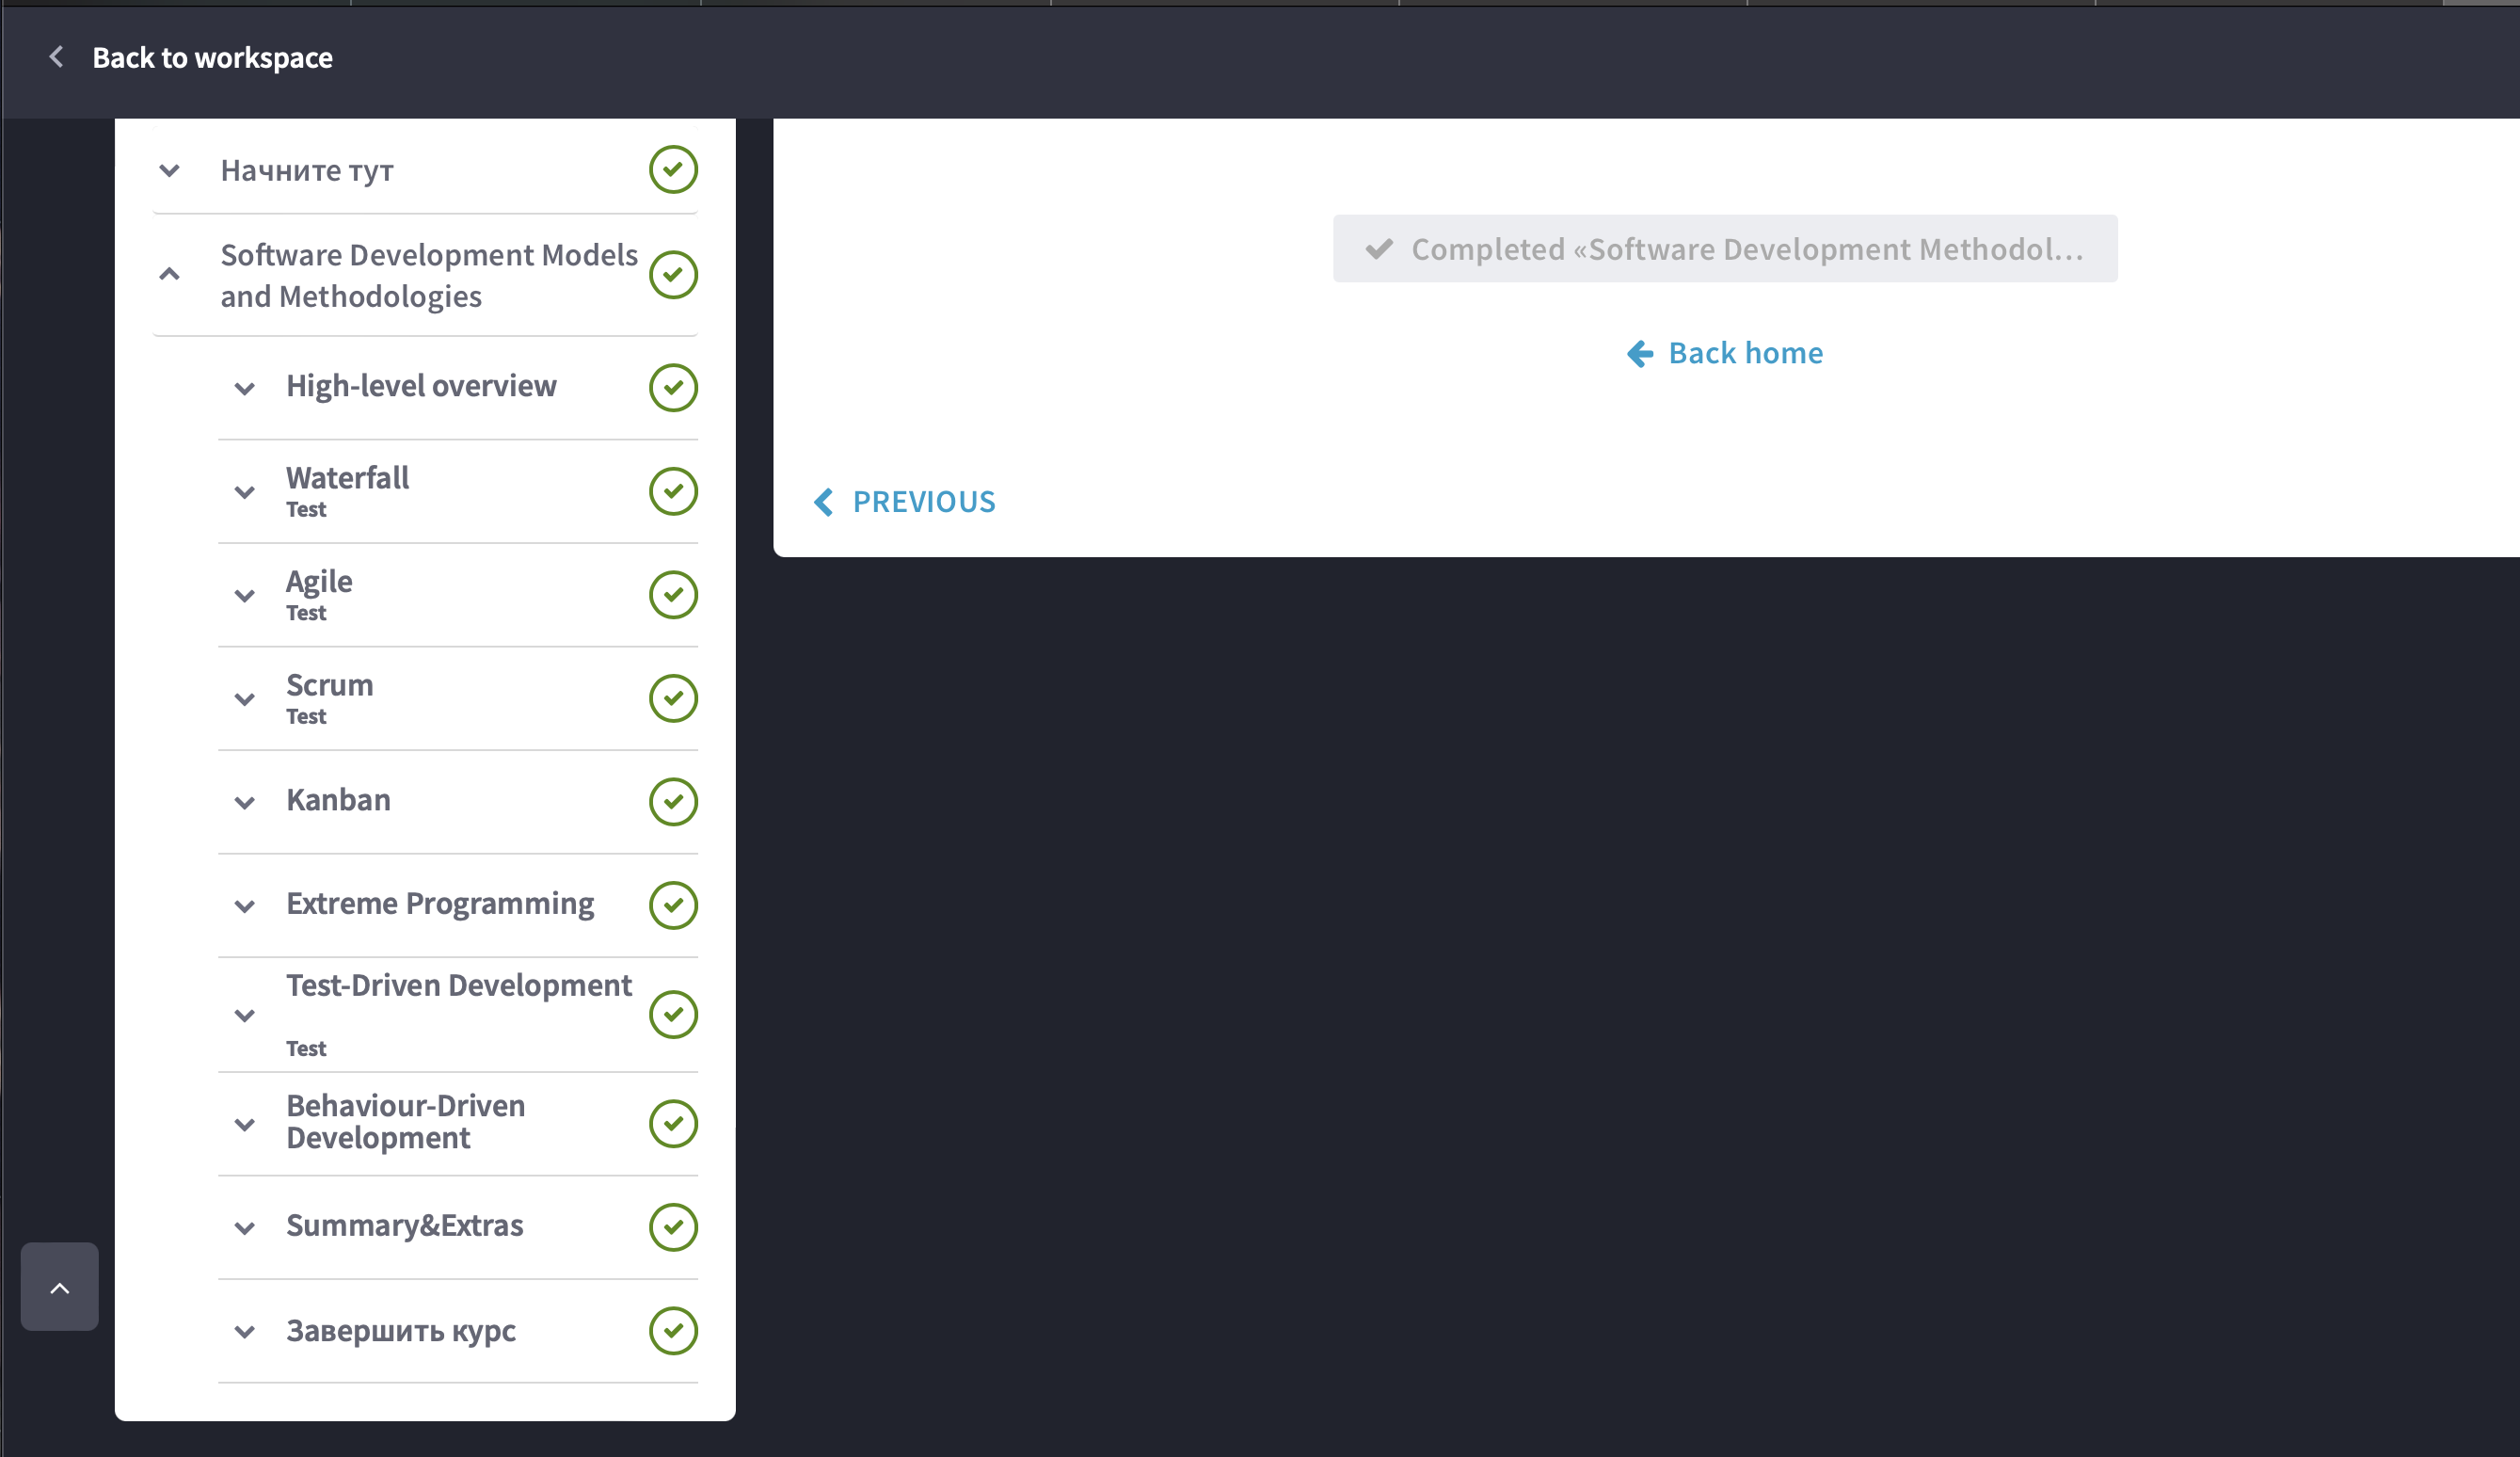 Back to workspace
Начните тут
Software Development Models
and Methodologies
High-level overview
Waterfall
Test
Agile
Test
Scrum
Test
Kanban
Extreme Programming
Test-Driven Development
Test
Behaviour-Driven
Development
Summary&Extras
Завершить курс
Completed «Software Development Methodol...
Back home
PREVIOUS